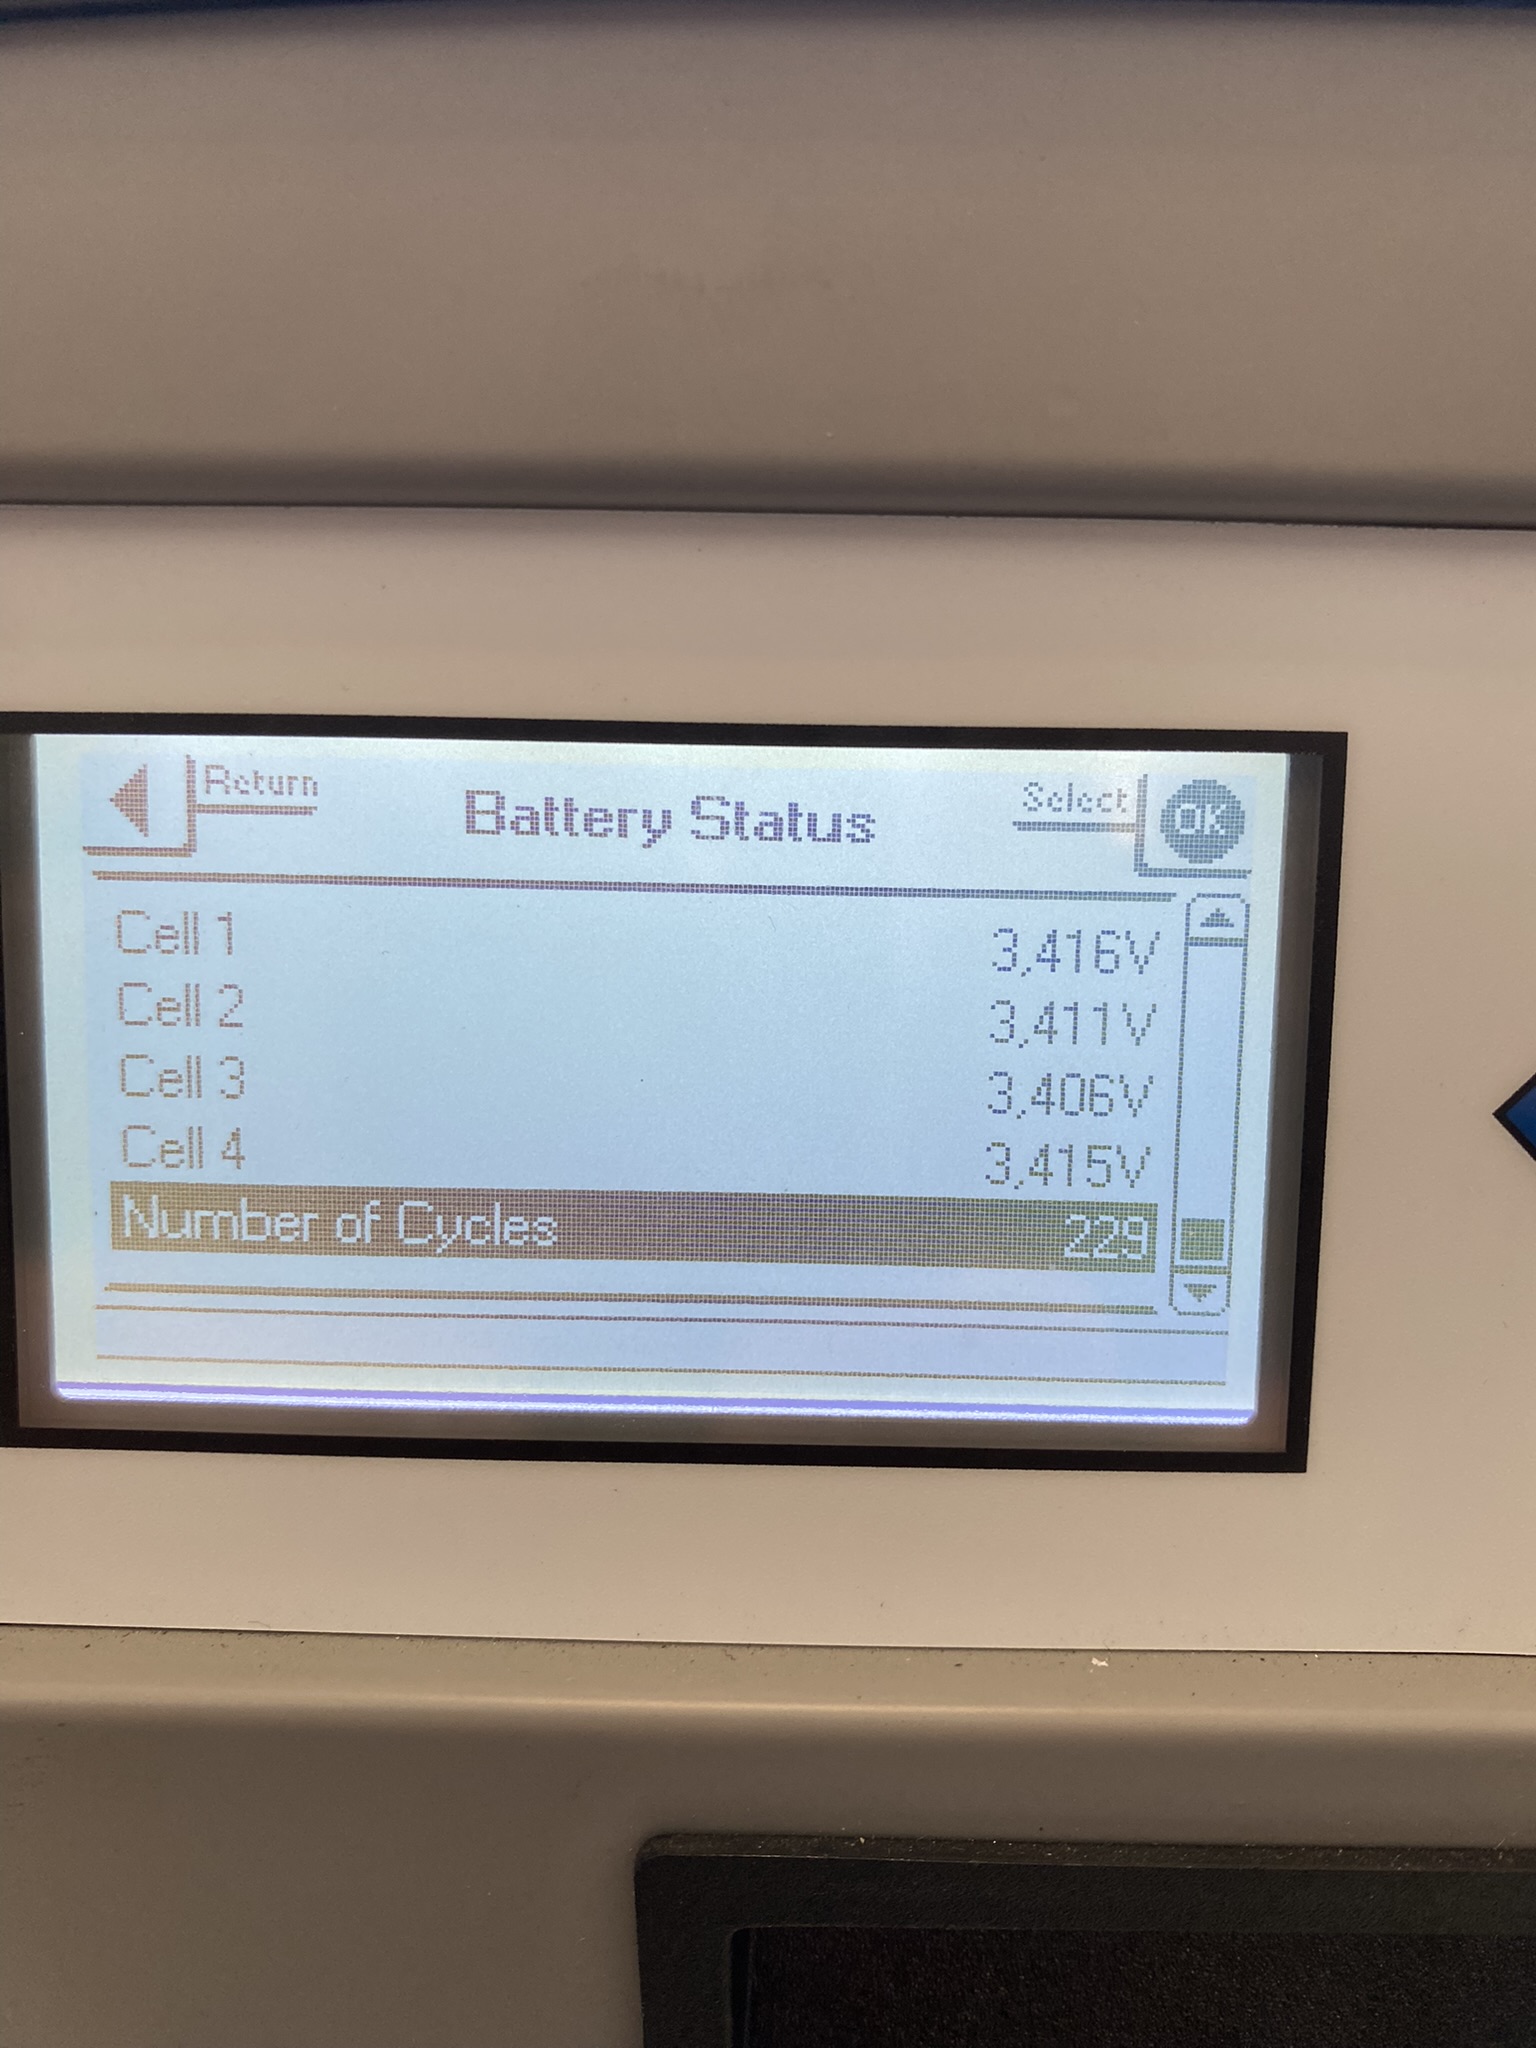 Return
Battery Status
Select
OK
Cell 1 3,416V
Cell 2 3,411V
Cell 3 3,406V
Cell 4 3,415V
Number of Cycles 229